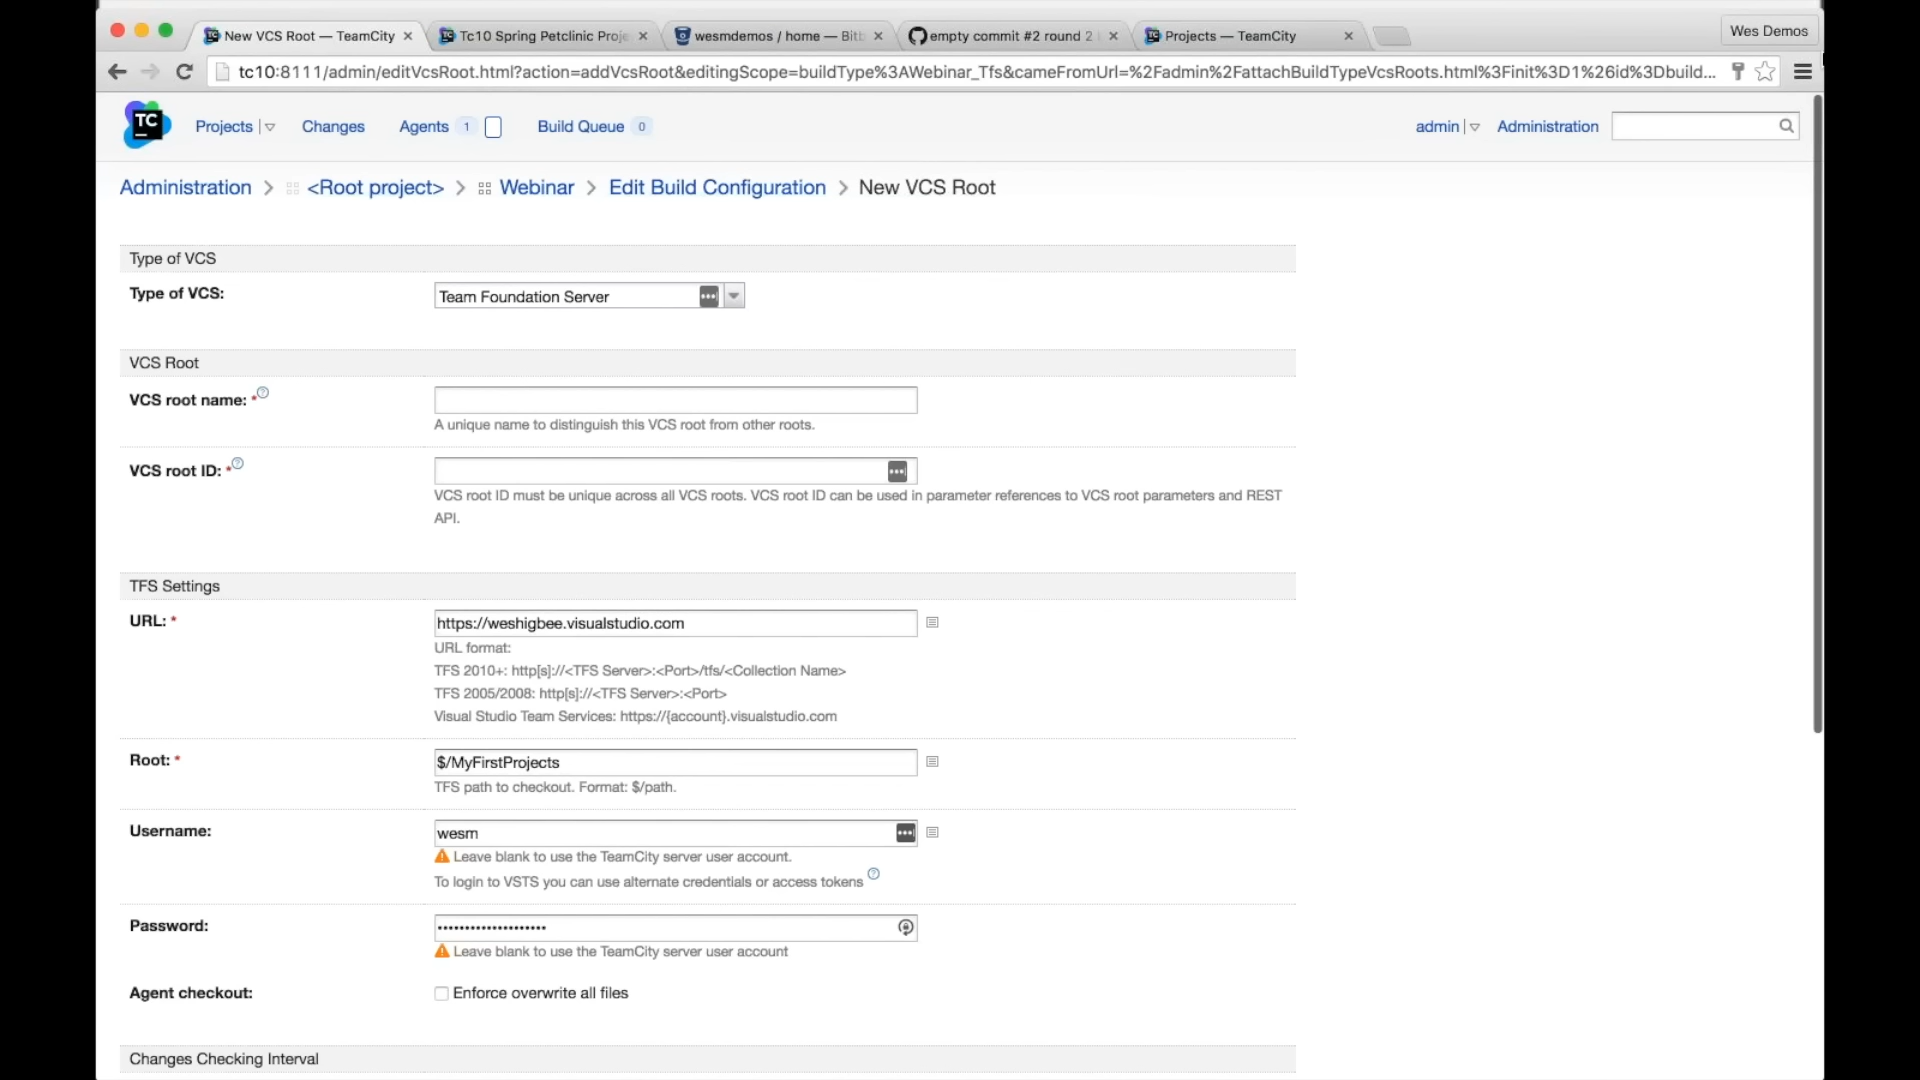 New VCS Root — TeamCity
Tc10 Spring Petclinic Proje
wesmdemos / home — Bitb
empty commit #2 round 2
Projects — TeamCity
Wes Demos
tc10:8111/admin/editVcsRoot.html?action=addVcsRoot&editingScope=buildType%3AWebinar_Tfs&cameFromUrl=%2Fadmin%2FattachBuildTypeVcsRoots.html%3Finit%3D1%26id%3Dbuild...
TC
Projects
Changes
Agents 1
Build Queue 0
admin
Administration
Administration > <Root project> > Webinar > Edit Build Configuration > New VCS Root
Type of VCS
Type of VCS:
Team Foundation Server
VCS Root
VCS root name: *
A unique name to distinguish this VCS root from other roots.
VCS root ID: *
VCS root ID must be unique across all VCS roots. VCS root ID can be used in parameter references to VCS root parameters and REST
API.
TFS Settings
URL: *
https://weshigbee.visualstudio.com
URL format:
TFS 2010+: http[s]://<TFS Server>:<Port>/tfs/<Collection Name>
TFS 2005/2008: http[s]://<TFS Server>:<Port>
Visual Studio Team Services: https://{account}.visualstudio.com
Root: *
$/MyFirstProjects
TFS path to checkout. Format: $/path.
Username:
wesm
Leave blank to use the TeamCity server user account.
To login to VSTS you can use alternate credentials or access tokens
Password:
Leave blank to use the TeamCity server user account
Agent checkout:
Enforce overwrite all files
Changes Checking Interval